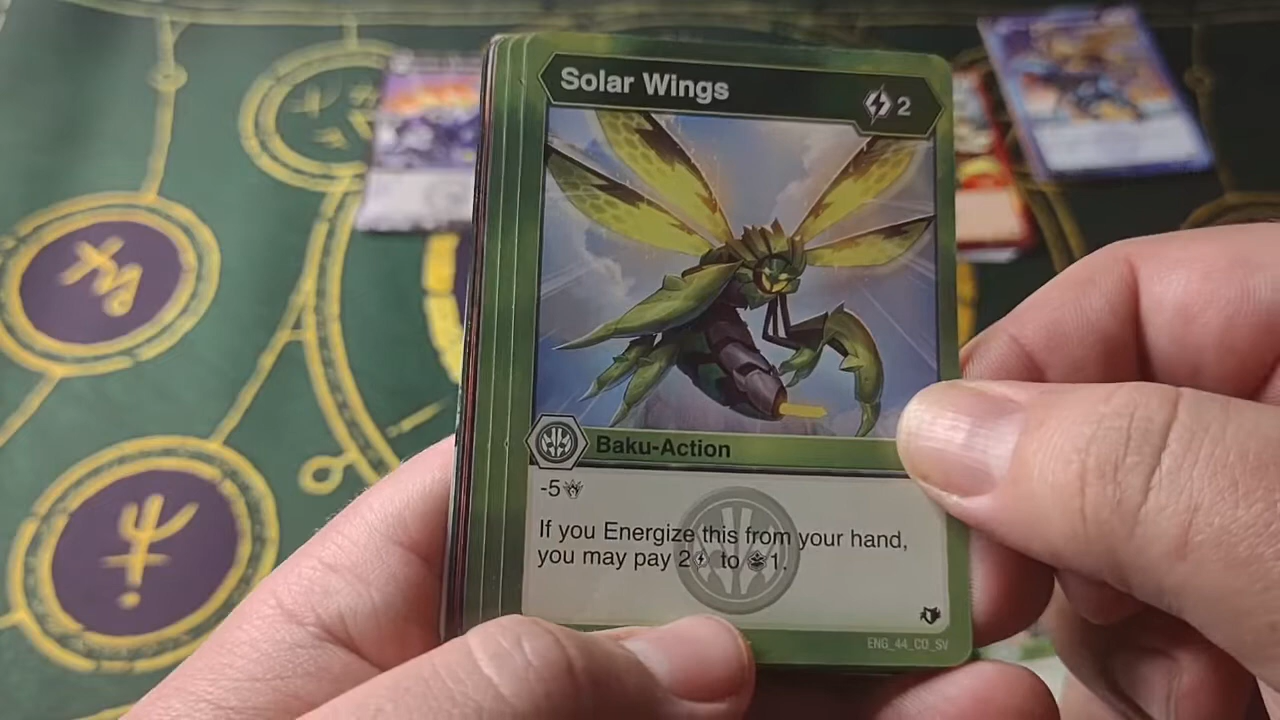 Solar Wings
2
Baku-Action
-5
If you Energize this from your hand,
you may pay 2 to 1.
ENG_44_CO_SV